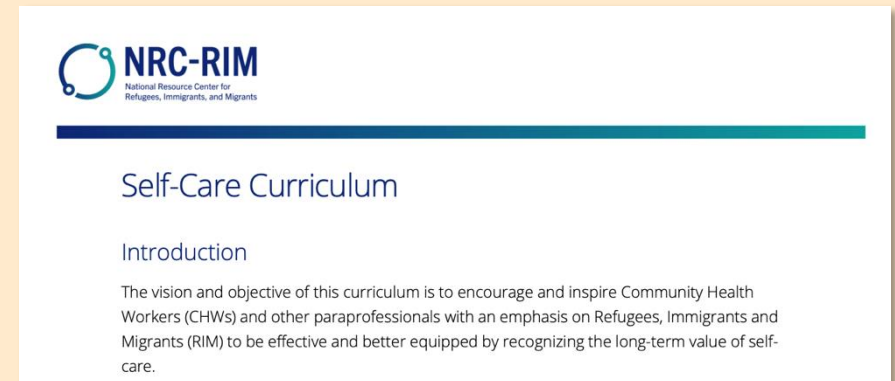 NRC-RIM
National Resource Center for
Refugees, Immigrants, and Migrants
Self-Care Curriculum
Introduction
The vision and objective of this curriculum is to encourage and inspire Community Health
Workers (CHWs) and other paraprofessionals with an emphasis on Refugees, Immigrants and
Migrants (RIM) to be effective and better equipped by recognizing the long-term value of self-
care.